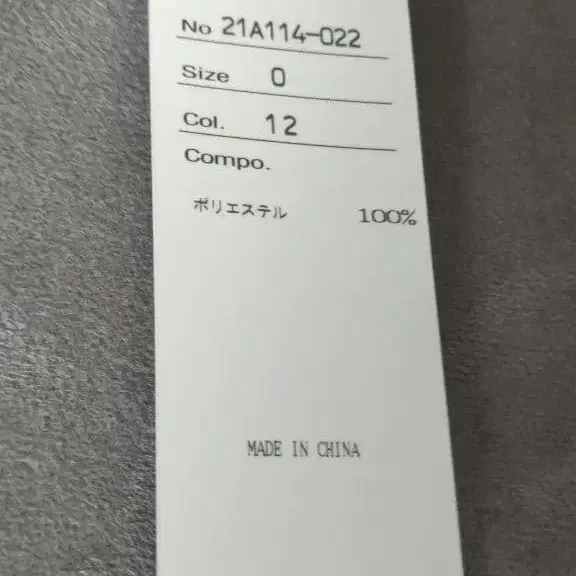 No 21A114-022
Size 0
Col. 12
Compo.
ポリエステル 100%
MADE IN CHINA